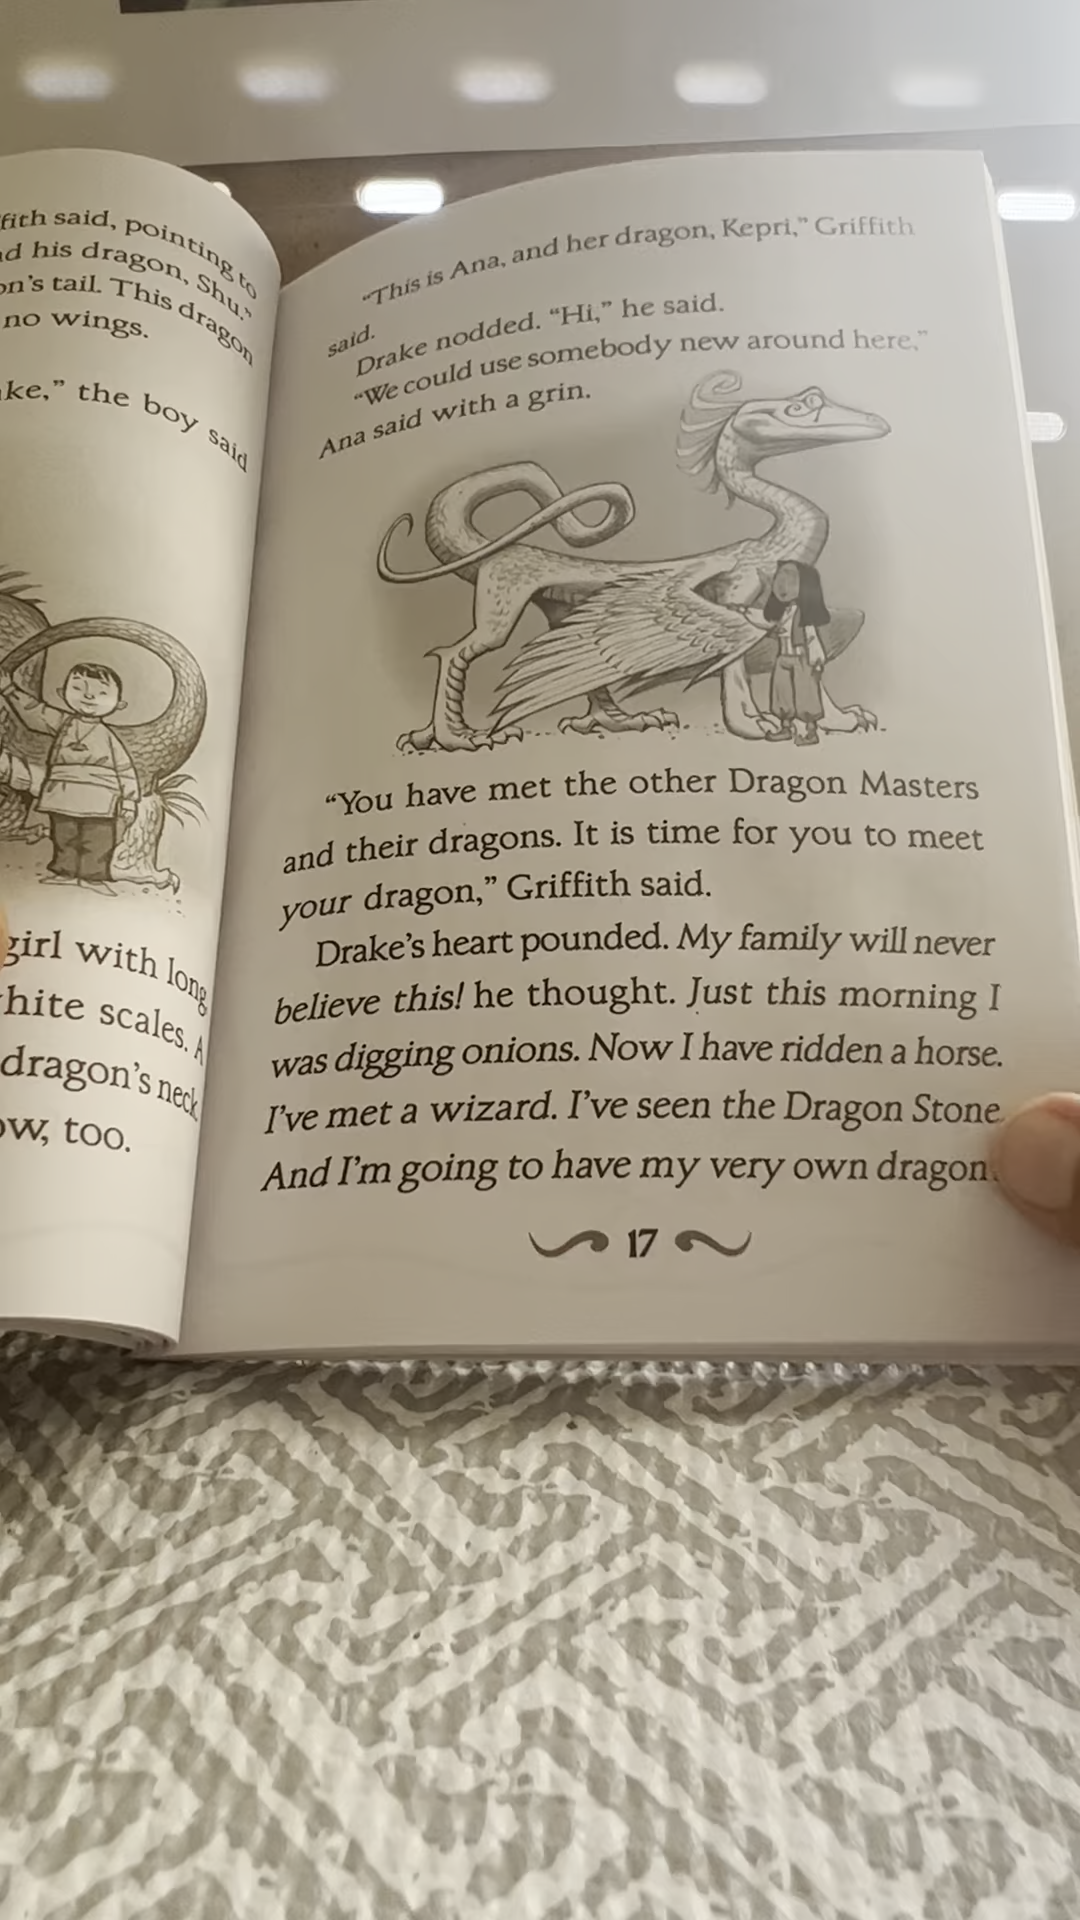 fith said, pointing to
d his dragon, Shu.”
on’s tail. This dragon
no wings.
ke,” the boy said
girl with long
hite scales. A
dragon’s neck
ow, too.
“This is Ana, and her dragon, Kepri,” Griffith
said.
Drake nodded. “Hi,” he said.
“We could use somebody new around here,”
Ana said with a grin.
“You have met the other Dragon Masters
and their dragons. It is time for you to meet
your dragon,” Griffith said.
Drake’s heart pounded. My family will never
believe this! he thought. Just this morning I
was digging onions. Now I have ridden a horse.
I’ve met a wizard. I’ve seen the Dragon Stone.
And I’m going to have my very own dragon.
17